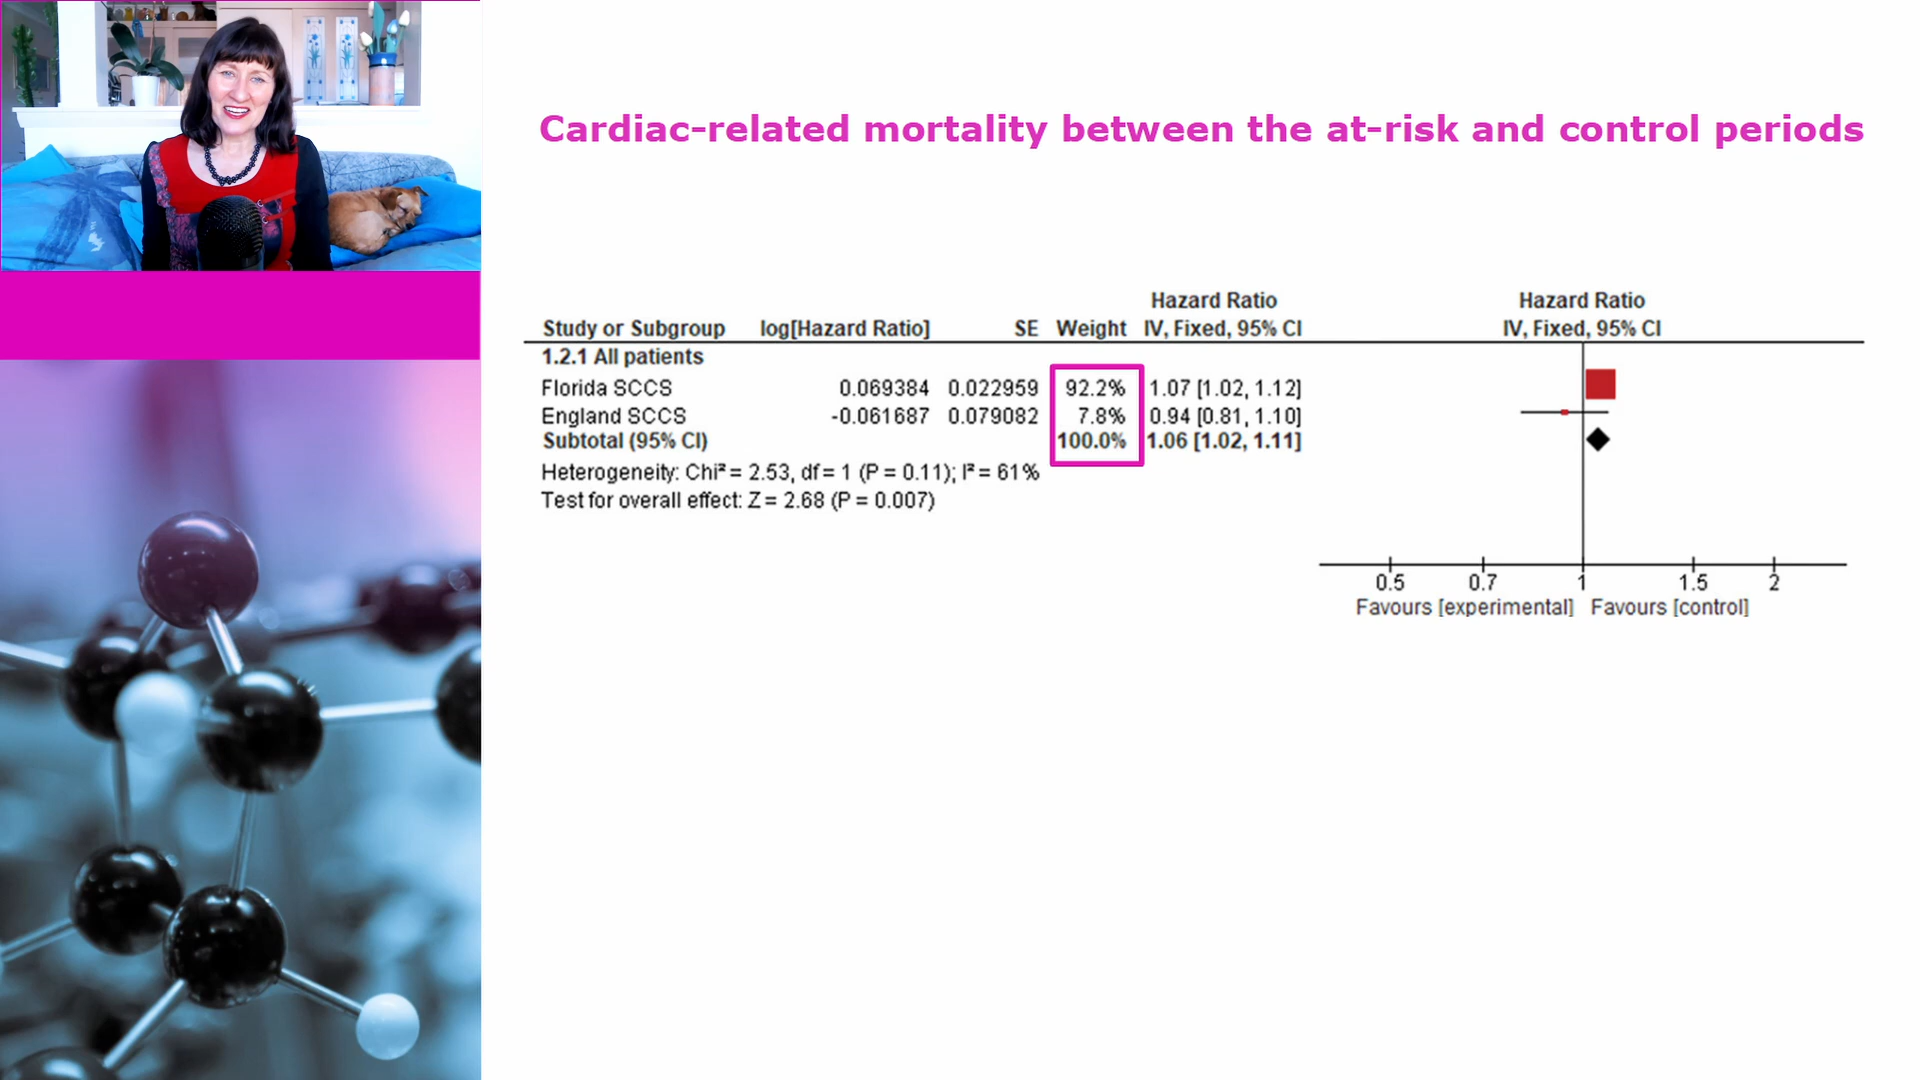 Cardiac-related mortality between the at-risk and control periods
Hazard Ratio Hazard Ratio
Study or Subgroup log[Hazard Ratio] SE Weight IV, Fixed, 95% CI IV, Fixed, 95% CI
1.2.1 All patients
Florida SCCS 0.069384 0.022959 92.2% 1.07 [1.02, 1.12]
England SCCS -0.061687 0.079082 7.8% 0.94 [0.81, 1.10]
Subtotal (95% CI) 100.0% 1.06 [1.02, 1.11]
Heterogeneity: Chi² = 2.53, df = 1 (P = 0.11); I² = 61%
Test for overall effect: Z = 2.68 (P = 0.007)
0.5 0.7 1 1.5 2
Favours [experimental] Favours [control]